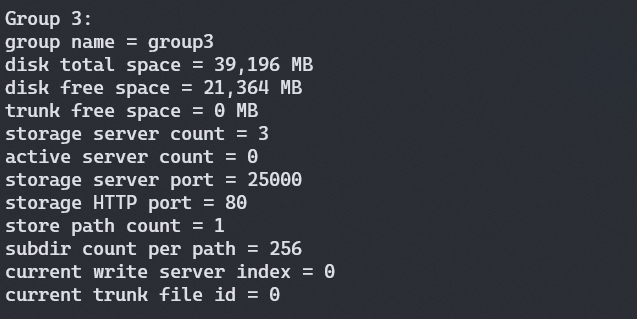 Group 3:
group name = group3
disk total space = 39,196 MB
disk free space = 21,364 MB
trunk free space = 0 MB
storage server count = 3
active server count = 0
storage server port = 25000
storage HTTP port = 80
store path count = 1
subdir count per path = 256
current write server index = 0
current trunk file id = 0